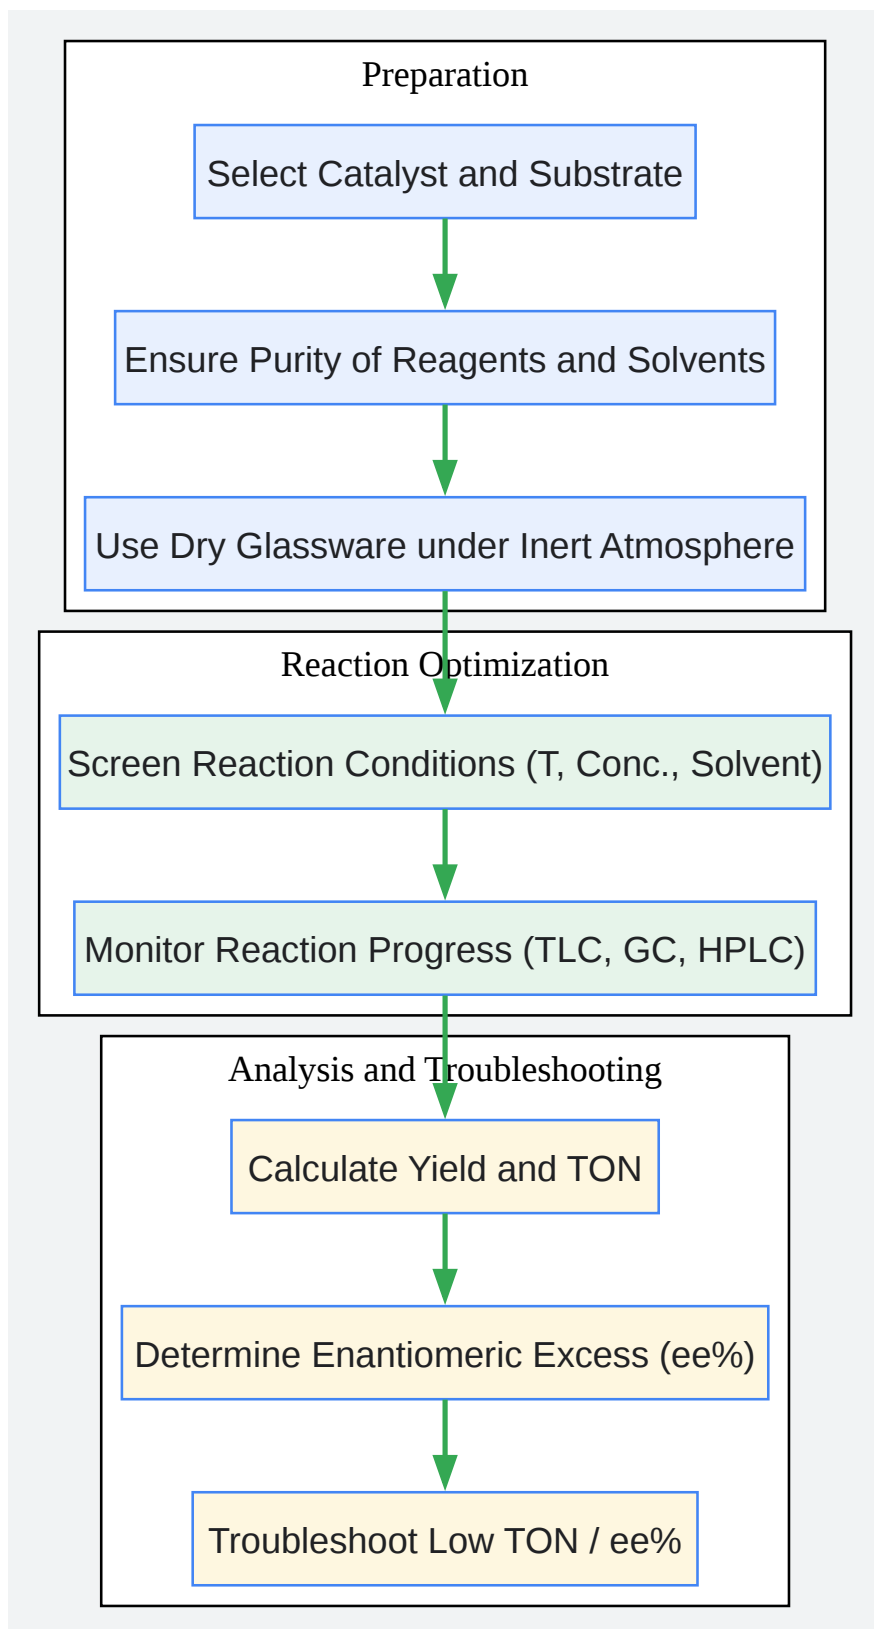 Preparation
Select Catalyst and Substrate
Ensure Purity of Reagents and Solvents
Use Dry Glassware under Inert Atmosphere
Reaction Optimization
Screen Reaction Conditions (T, Conc., Solvent)
Monitor Reaction Progress (TLC, GC, HPLC)
Analysis and Troubleshooting
Calculate Yield and TON
Determine Enantiomeric Excess (ee%)
Troubleshoot Low TON / ee%